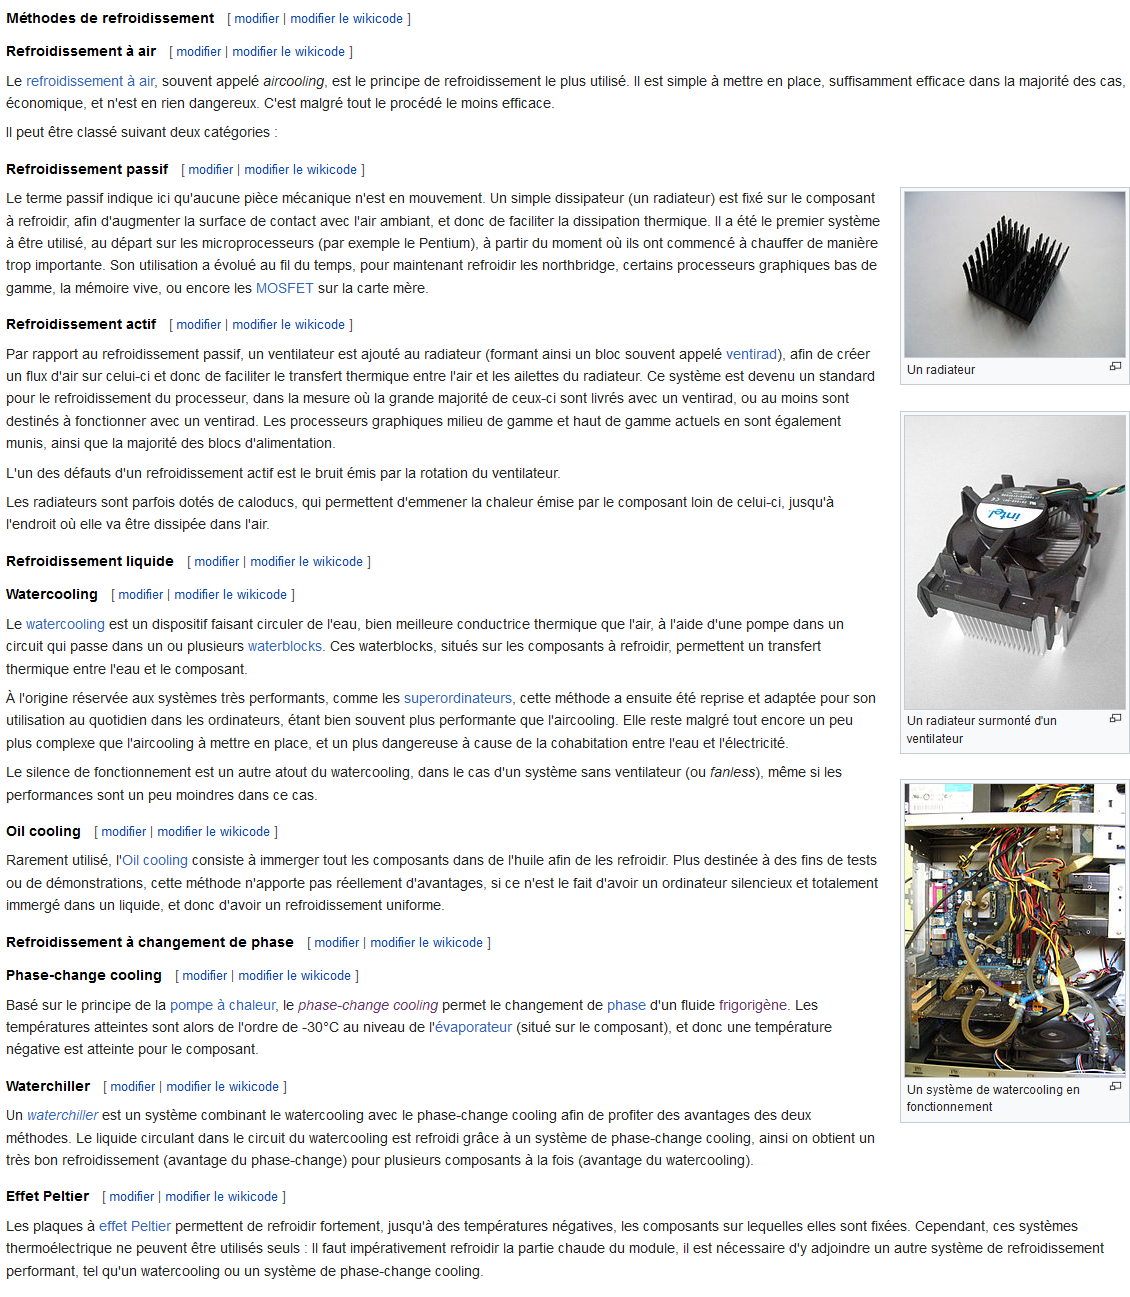 Méthodes de refroidissement [ modifier | modifier le wikicode ]
Refroidissement à air [ modifier | modifier le wikicode ]
Le refroidissement à air, souvent appelé aircooling, est le principe de refroidissement le plus utilisé. Il est simple à mettre en place, suffisamment efficace dans la majorité des cas,
économique, et n'est en rien dangereux. C'est malgré tout le procédé le moins efficace.
Il peut être classé suivant deux catégories :
Refroidissement passif [ modifier | modifier le wikicode ]
Le terme passif indique ici qu'aucune pièce mécanique n'est en mouvement. Un simple dissipateur (un radiateur) est fixé sur le composant
à refroidir, afin d'augmenter la surface de contact avec l'air ambiant, et donc de faciliter la dissipation thermique. Il a été le premier système
à être utilisé, au départ sur les microprocesseurs (par exemple le Pentium), à partir du moment où ils ont commencé à chauffer de manière
trop importante. Son utilisation a évolué au fil du temps, pour maintenant refroidir les northbridge, certains processeurs graphiques bas de
gamme, la mémoire vive, ou encore les MOSFET sur la carte mère.
Un radiateur
Refroidissement actif [ modifier | modifier le wikicode ]
Par rapport au refroidissement passif, un ventilateur est ajouté au radiateur (formant ainsi un bloc souvent appelé ventirad), afin de créer
un flux d'air sur celui-ci et donc de faciliter le transfert thermique entre l'air et les ailettes du radiateur. Ce système est devenu un standard
pour le refroidissement du processeur, dans la mesure où la grande majorité de ceux-ci sont livrés avec un ventirad, ou au moins sont
destinés à fonctionner avec un ventirad. Les processeurs graphiques milieu de gamme et haut de gamme actuels en sont également
munis, ainsi que la majorité des blocs d'alimentation.
L'un des défauts d'un refroidissement actif est le bruit émis par la rotation du ventilateur.
Les radiateurs sont parfois dotés de caloducs, qui permettent d'emmener la chaleur émise par le composant loin de celui-ci, jusqu'à
l'endroit où elle va être dissipée dans l'air.
intel
Un radiateur surmonté d'un
ventilateur
Refroidissement liquide [ modifier | modifier le wikicode ]
Watercooling [ modifier | modifier le wikicode ]
Le watercooling est un dispositif faisant circuler de l'eau, bien meilleure conductrice thermique que l'air, à l'aide d'une pompe dans un
circuit qui passe dans un ou plusieurs waterblocks. Ces waterblocks, situés sur les composants à refroidir, permettent un transfert
thermique entre l'eau et le composant.
À l'origine réservée aux systèmes très performants, comme les superordinateurs, cette méthode a ensuite été reprise et adaptée pour son
utilisation au quotidien dans les ordinateurs, étant bien souvent plus performante que l'aircooling. Elle reste malgré tout encore un peu
plus complexe que l'aircooling à mettre en place, et un plus dangereuse à cause de la cohabitation entre l'eau et l'électricité.
Le silence de fonctionnement est un autre atout du watercooling, dans le cas d'un système sans ventilateur (ou fanless), même si les
performances sont un peu moindres dans ce cas.
Oil cooling [ modifier | modifier le wikicode ]
Rarement utilisé, l'Oil cooling consiste à immerger tout les composants dans de l'huile afin de les refroidir. Plus destinée à des fins de tests
ou de démonstrations, cette méthode n'apporte pas réellement d'avantages, si ce n'est le fait d'avoir un ordinateur silencieux et totalement
immergé dans un liquide, et donc d'avoir un refroidissement uniforme.
Refroidissement à changement de phase [ modifier | modifier le wikicode ]
Phase-change cooling [ modifier | modifier le wikicode ]
Basé sur le principe de la pompe à chaleur, le phase-change cooling permet le changement de phase d'un fluide frigorigène. Les
températures atteintes sont alors de l'ordre de -30°C au niveau de l'évaporateur (situé sur le composant), et donc une température
négative est atteinte pour le composant.
Un système de watercooling en
fonctionnement
Waterchiller [ modifier | modifier le wikicode ]
Un waterchiller est un système combinant le watercooling avec le phase-change cooling afin de profiter des avantages des deux
méthodes. Le liquide circulant dans le circuit du watercooling est refroidi grâce à un système de phase-change cooling, ainsi on obtient un
très bon refroidissement (avantage du phase-change) pour plusieurs composants à la fois (avantage du watercooling).
Effet Peltier [ modifier | modifier le wikicode ]
Les plaques à effet Peltier permettent de refroidir fortement, jusqu'à des températures négatives, les composants sur lequelles elles sont fixées. Cependant, ces systèmes
thermoélectrique ne peuvent être utilisés seuls : Il faut impérativement refroidir la partie chaude du module, il est nécessaire d'y adjoindre un autre système de refroidissement
performant, tel qu'un watercooling ou un système de phase-change cooling.